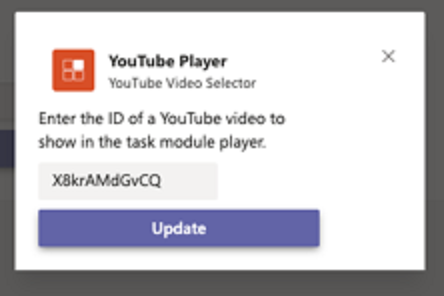 YouTube Player
YouTube Video Selector
Enter the ID of a YouTube video to
show in the task module player.
X8krAMdGvCQ
Update